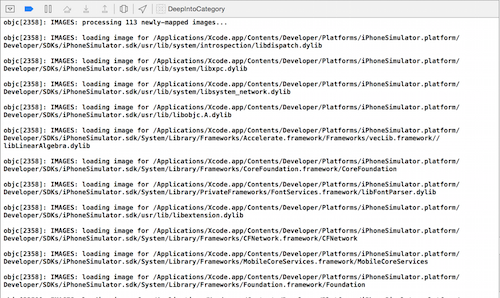 DeepIntoCategory
objc[2358]: IMAGES: processing 113 newly-mapped images...
objc[2358]: IMAGES: loading image for /Applications/Xcode.app/Contents/Developer/Platforms/iPhoneSimulator.platform/
Developer/SDKs/iPhoneSimulator.sdk/usr/lib/system/introspection/libdispatch.dylib
objc[2358]: IMAGES: loading image for /Applications/Xcode.app/Contents/Developer/Platforms/iPhoneSimulator.platform/
Developer/SDKs/iPhoneSimulator.sdk/usr/lib/system/libxpc.dylib
objc[2358]: IMAGES: loading image for /Applications/Xcode.app/Contents/Developer/Platforms/iPhoneSimulator.platform/
Developer/SDKs/iPhoneSimulator.sdk/usr/lib/system/libsystem_network.dylib
objc[2358]: IMAGES: loading image for /Applications/Xcode.app/Contents/Developer/Platforms/iPhoneSimulator.platform/
Developer/SDKs/iPhoneSimulator.sdk/usr/lib/libobjc.A.dylib
objc[2358]: IMAGES: loading image for /Applications/Xcode.app/Contents/Developer/Platforms/iPhoneSimulator.platform/
Developer/SDKs/iPhoneSimulator.sdk/System/Library/Frameworks/Accelerate.framework/Frameworks/vecLib.framework//
libLinearAlgebra.dylib
objc[2358]: IMAGES: loading image for /Applications/Xcode.app/Contents/Developer/Platforms/iPhoneSimulator.platform/
Developer/SDKs/iPhoneSimulator.sdk/System/Library/Frameworks/CoreFoundation.framework/CoreFoundation
objc[2358]: IMAGES: loading image for /Applications/Xcode.app/Contents/Developer/Platforms/iPhoneSimulator.platform/
Developer/SDKs/iPhoneSimulator.sdk/System/Library/PrivateFrameworks/FontServices.framework/libFontParser.dylib
objc[2358]: IMAGES: loading image for /Applications/Xcode.app/Contents/Developer/Platforms/iPhoneSimulator.platform/
Developer/SDKs/iPhoneSimulator.sdk/usr/lib/libextension.dylib
objc[2358]: IMAGES: loading image for /Applications/Xcode.app/Contents/Developer/Platforms/iPhoneSimulator.platform/
Developer/SDKs/iPhoneSimulator.sdk/System/Library/Frameworks/CFNetwork.framework/CFNetwork
objc[2358]: IMAGES: loading image for /Applications/Xcode.app/Contents/Developer/Platforms/iPhoneSimulator.platform/
Developer/SDKs/iPhoneSimulator.sdk/System/Library/Frameworks/MobileCoreServices.framework/MobileCoreServices
objc[2358]: IMAGES: loading image for /Applications/Xcode.app/Contents/Developer/Platforms/iPhoneSimulator.platform/
Developer/SDKs/iPhoneSimulator.sdk/System/Library/Frameworks/Foundation.framework/Foundation